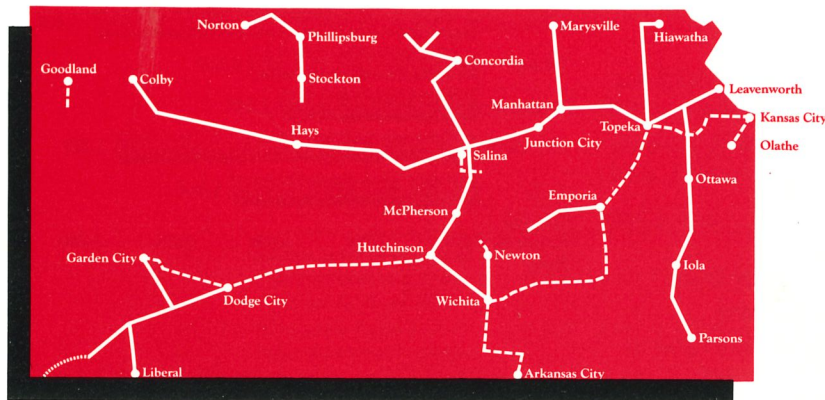 Norton
Phillipsburg
Marysville
Hiawatha
Goodland
Colby
Stockton
Concordia
Leavenworth
Manhattan
Topeka
Kansas City
Hays
Junction City
Olathe
Salina
Ottawa
Emporia
McPherson
Hutchinson
Newton
Garden City
Iola
Dodge City
Wichita
Parsons
Liberal
Arkansas City